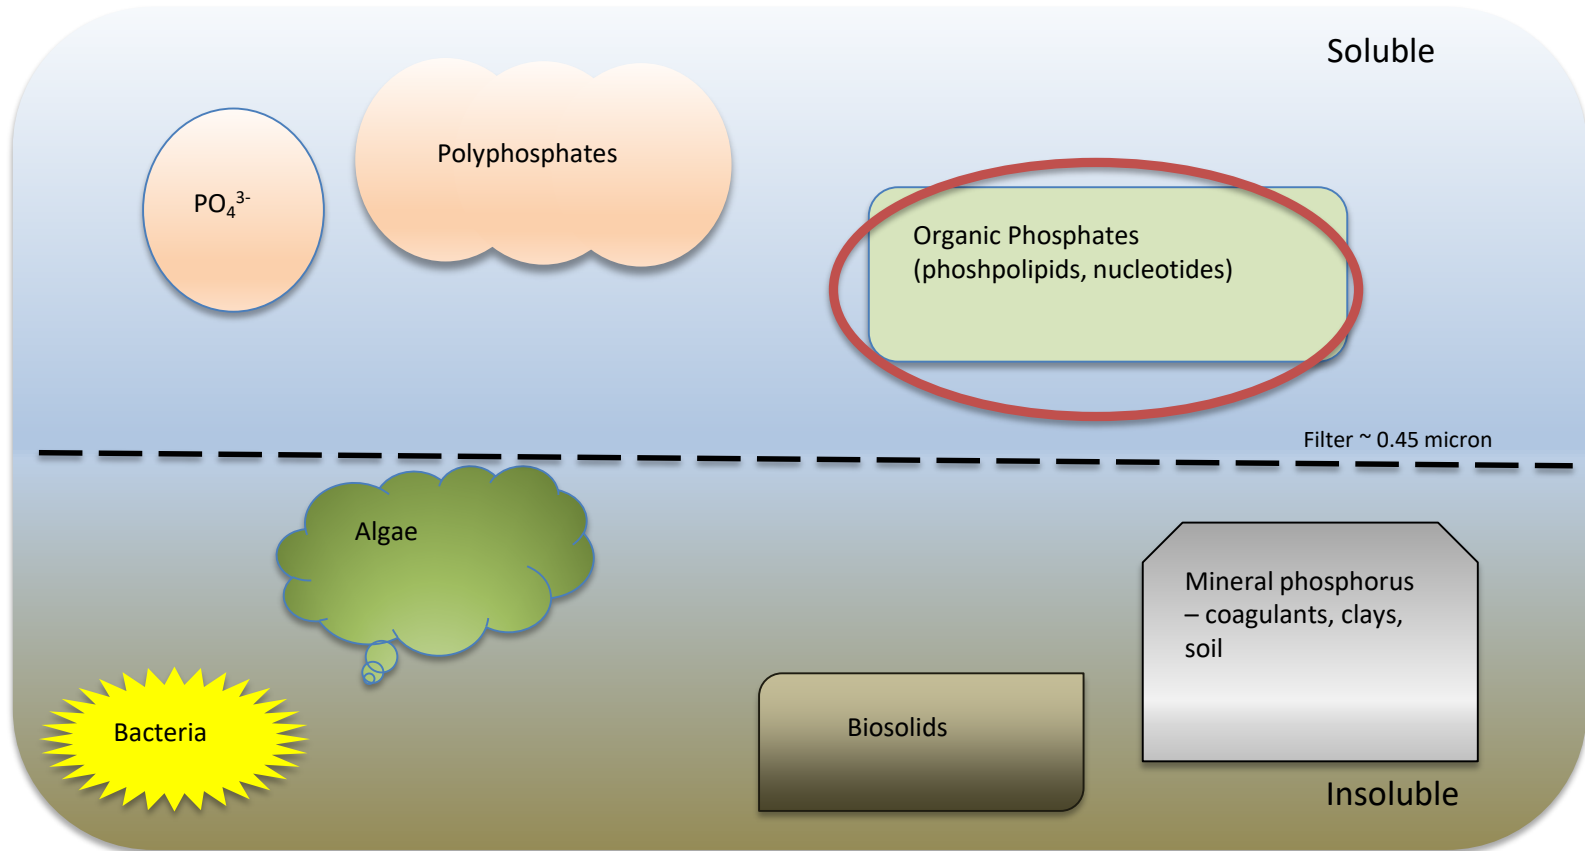 Soluble
Polyphosphates
PO₄³⁻
Organic Phosphates
(phoshpolipids, nucleotides)
Filter ~ 0.45 micron
Algae
Mineral phosphorus
– coagulants, clays,
soil
Bacteria
Biosolids
Insoluble